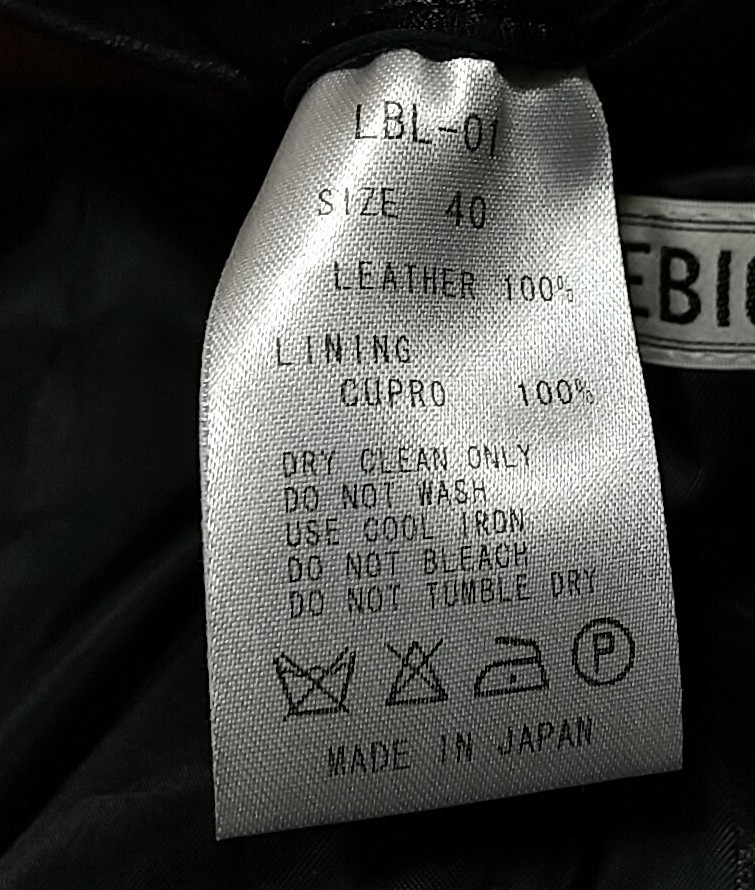 LBL-01
SIZE 40
LEATHER 100%
LINING
CUPRO 100%
DRY CLEAN ONLY
DO NOT WASH
USE COOL IRON
DO NOT BLEACH
DO NOT TUMBLE DRY
P
MADE IN JAPAN